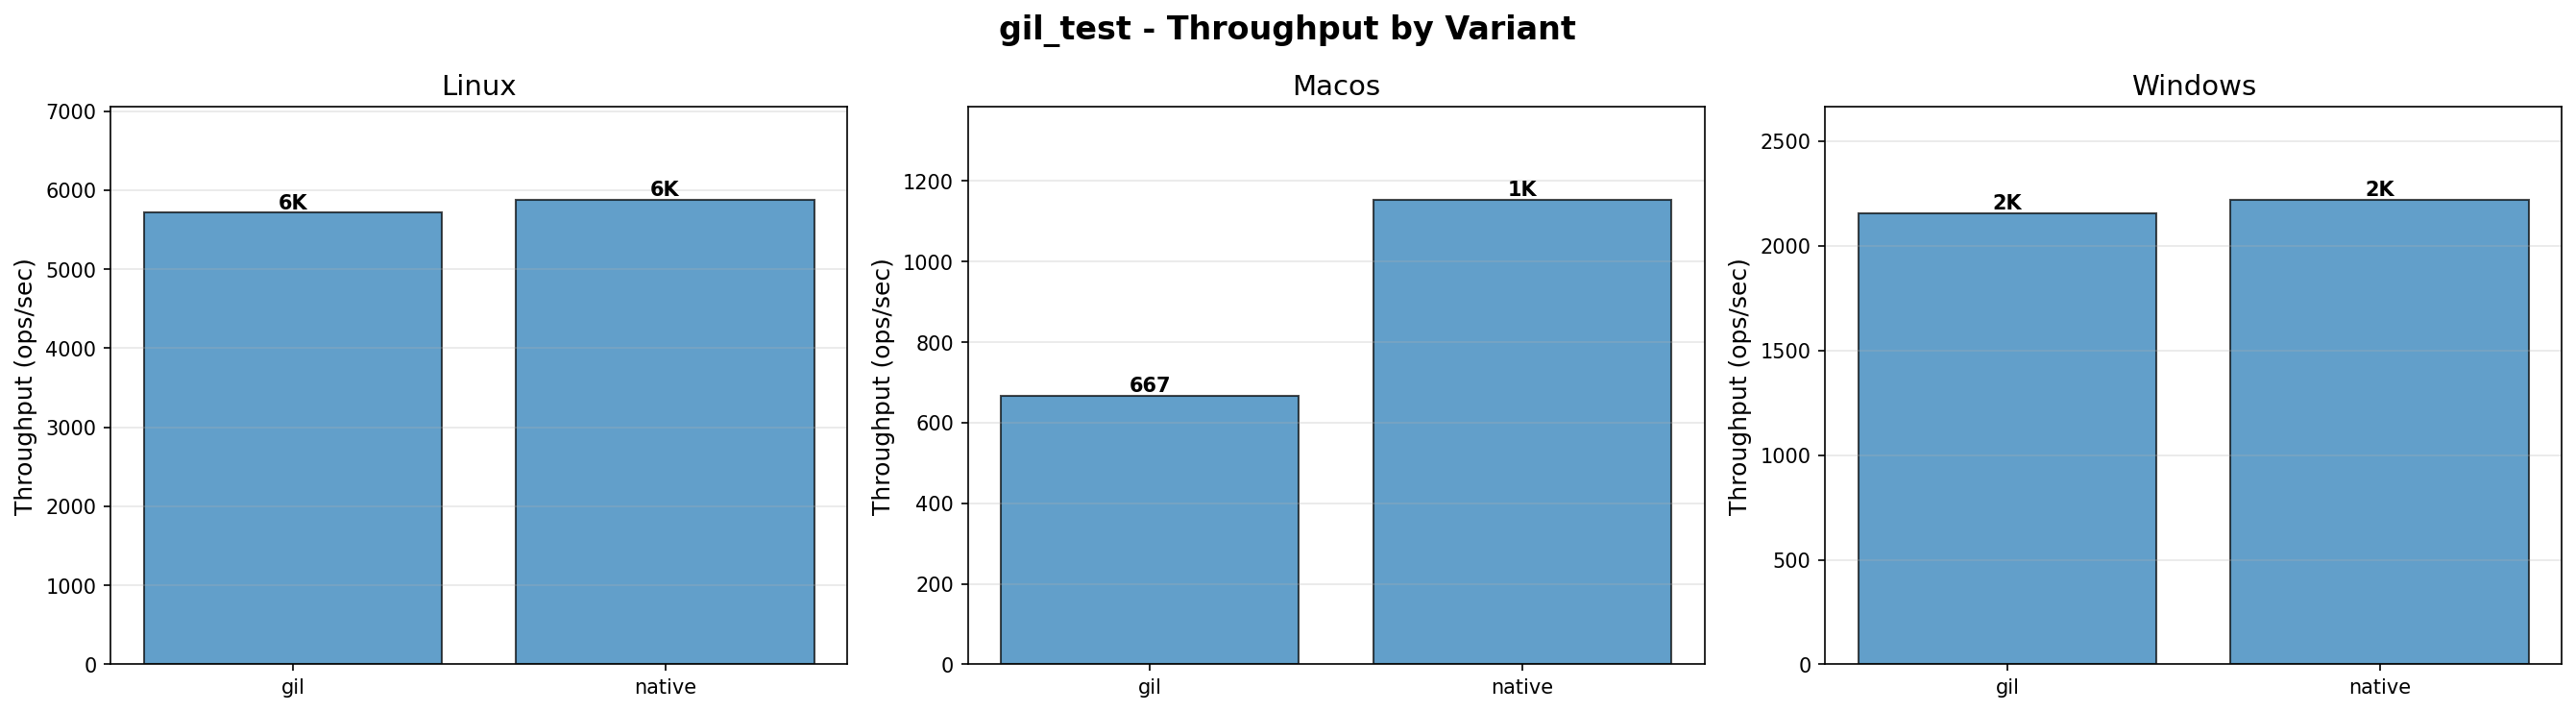 gil_test - Throughput by Variant
Linux
Throughput (ops/sec)
7000
6000
5000
4000
3000
2000
1000
0
6K
6K
gil
native
Macos
Throughput (ops/sec)
1200
1000
800
600
400
200
0
667
1K
gil
native
Windows
Throughput (ops/sec)
2500
2000
1500
1000
500
0
2K
2K
gil
native